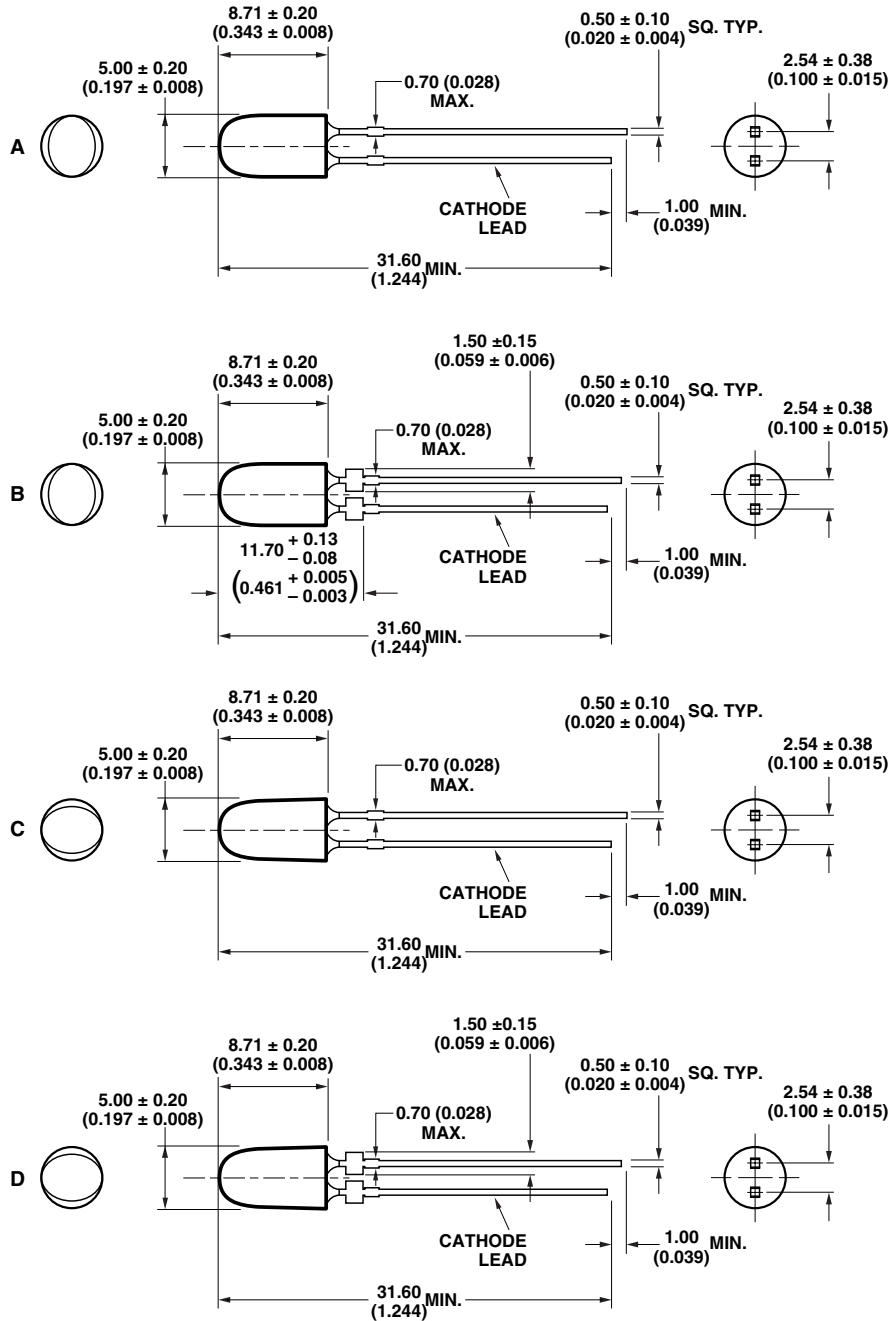 8.71 ± 0.20
(0.343 ± 0.008)
0.50 ± 0.10
(0.020 ± 0.004)
SQ. TYP.
5.00 ± 0.20
(0.197 ± 0.008)
2.54 ± 0.38
(0.100 ± 0.015)
0.70 (0.028)
MAX.
A
CATHODE
LEAD
1.00
(0.039)
MIN.
31.60
(1.244)
MIN.
1.50 ±0.15
(0.059 ± 0.006)
8.71 ± 0.20
(0.343 ± 0.008)
0.50 ± 0.10
(0.020 ± 0.004)
SQ. TYP.
5.00 ± 0.20
(0.197 ± 0.008)
2.54 ± 0.38
(0.100 ± 0.015)
0.70 (0.028)
MAX.
B
11.70 + 0.13
– 0.08
(0.461 + 0.005
– 0.003)
CATHODE
LEAD
1.00
(0.039)
MIN.
31.60
(1.244)
MIN.
8.71 ± 0.20
(0.343 ± 0.008)
0.50 ± 0.10
(0.020 ± 0.004)
SQ. TYP.
5.00 ± 0.20
(0.197 ± 0.008)
2.54 ± 0.38
(0.100 ± 0.015)
0.70 (0.028)
MAX.
C
CATHODE
LEAD
1.00
(0.039)
MIN.
31.60
(1.244)
MIN.
1.50 ±0.15
(0.059 ± 0.006)
8.71 ± 0.20
(0.343 ± 0.008)
0.50 ± 0.10
(0.020 ± 0.004)
SQ. TYP.
5.00 ± 0.20
(0.197 ± 0.008)
2.54 ± 0.38
(0.100 ± 0.015)
0.70 (0.028)
MAX.
D
CATHODE
LEAD
1.00
(0.039)
MIN.
31.60
(1.244)
MIN.